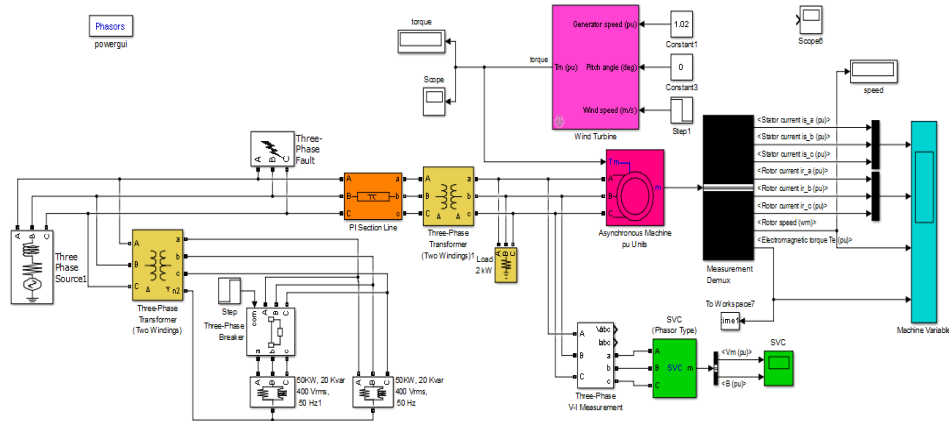 Phasors
powergui
torque
Scope
torque
Generator speed (pu)
Tm (pu)
Pitch angle (deg)
Wind speed (m/s)
Wind Turbine
1.02
Constant1
0
Constant3
Step1
Scope6
speed
<Stator current is_a (pu)>
<Stator current is_b (pu)>
<Stator current is_c (pu)>
<Rotor current ir_a (pu)>
<Rotor current ir_b (pu)>
<Rotor current ir_c (pu)>
<Rotor speed (wm)>
<Electromagnetic torque Te (pu)>
Measurement
Demux
Machine Variable
Three-
Phase
Fault
A B C
A a
B b
C c
PI Section Line
A a
B b
C c
Δ Δ
Three-Phase
Transformer
(Two Windings)1
A B C
Load
2 kW
Tm
A
B
C
m
Asynchronous Machine
pu Units
A B C
Three
Phase
Source1
A a
B b
C c
n2
Δ Y
Three-Phase
Transformer
(Two Windings)
Step
Three-Phase
Breaker
com
A B C
a b c
A B C
50KW, 20 Kvar
400 Vrms,
50 Hz1
A B C
50KW, 20 Kvar
400 Vrms,
50 Hz
Vabc
Iabc
A a
B b
C c
Three-Phase
V-I Measurement
SVC
(Phasor Type)
A
B
C
SVC m
<Vm (pu)>
<B (pu)>
SVC
To Workspace7